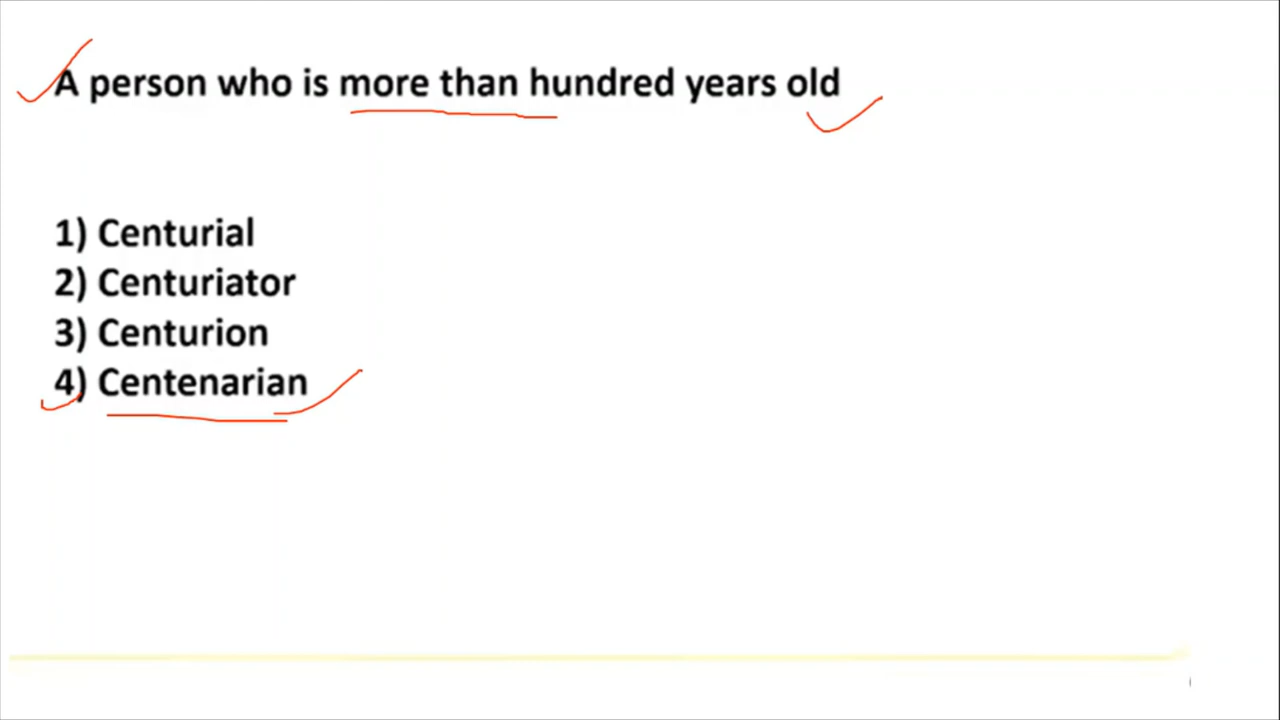 A person who is more than hundred years old
1) Centurial
2) Centuriator
3) Centurion
4) Centenarian